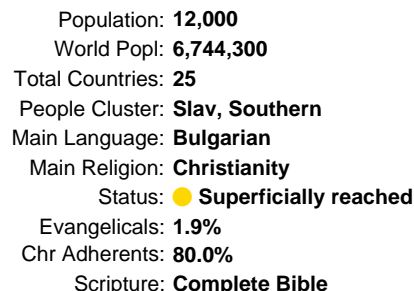 Population: 12,000
World Popl: 6,744,300
Total Countries: 25
People Cluster: Slav, Southern
Main Language: Bulgarian
Main Religion: Christianity
Status: Superficially reached
Evangelicals: 1.9%
Chr Adherents: 80.0%
Scripture: Complete Bible